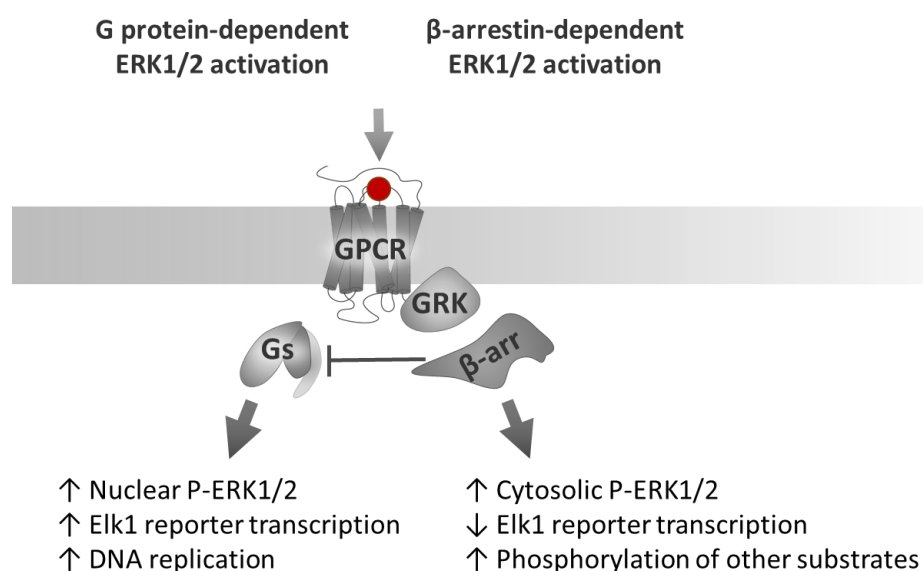 G protein-dependent
ERK1/2 activation
β-arrestin-dependent
ERK1/2 activation
GPCR
GRK
Gs
β-arr
↑ Nuclear P-ERK1/2
↑ Elk1 reporter transcription
↑ DNA replication
↑ Cytosolic P-ERK1/2
↓ Elk1 reporter transcription
↑ Phosphorylation of other substrates